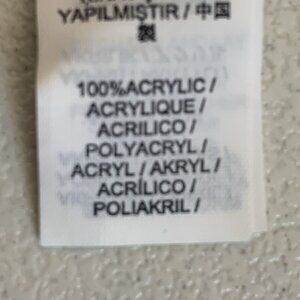 YAPILMIŞTIR / 中国
製
100%ACRYLIC /
ACRYLIQUE /
ACRILICO /
POLYACRYL /
ACRYL / AKRYL /
ACRÍLICO /
POLIAKRIL /